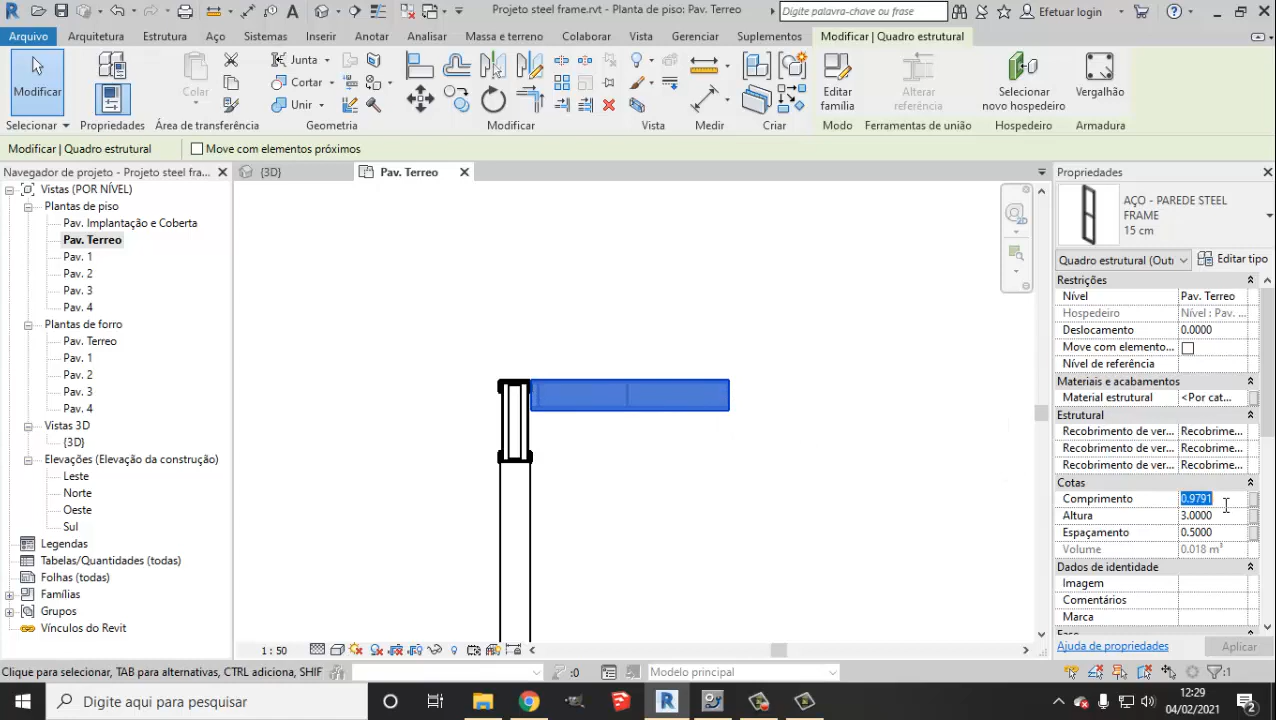 Projeto steel frame.rvt - Planta de piso: Pav. Terreo
Digite palavra-chave ou frase
Efetuar login
Arquivo
Arquitetura
Estrutura
Aço
Sistemas
Inserir
Anotar
Analisar
Massa e terreno
Colaborar
Vista
Gerenciar
Suplementos
Modificar | Quadro estrutural
Modificar
Colar
Junta
Cortar
Unir
Editar família
Alterar referência
Selecionar novo hospedeiro
Vergalhão
Selecionar
Propriedades
Área de transferência
Geometria
Modificar
Vista
Medir
Criar
Modo
Ferramentas de união
Hospedeiro
Armadura
Modificar | Quadro estrutural
Move com elementos próximos
Navegador de projeto - Projeto steel fra...
{3D}
Pav. Terreo
Vistas (POR NÍVEL)
Plantas de piso
Pav. Implantação e Coberta
Pav. Terreo
Pav. 1
Pav. 2
Pav. 3
Pav. 4
Plantas de forro
Pav. Terreo
Pav. 1
Pav. 2
Pav. 3
Pav. 4
Vistas 3D
{3D}
Elevações (Elevação da construção)
Leste
Norte
Oeste
Sul
Legendas
Tabelas/Quantidades (todas)
Folhas (todas)
Famílias
Grupos
Vínculos do Revit
2D
1 : 50
Propriedades
AÇO - PAREDE STEEL
FRAME
15 cm
Quadro estrutural (Outr
Editar tipo
Restrições
Nível Pav. Terreo
Hospedeiro Nível : Pav. ...
Deslocamento 0.0000
Move com elemento...
Nível de referência
Materiais e acabamentos
Material estrutural <Por cat...
Estrutural
Recobrimento de ver... Recobrime...
Recobrimento de ver... Recobrime...
Recobrimento de ver... Recobrime...
Cotas
Comprimento 0.9791
Altura 3.0000
Espaçamento 0.5000
Volume 0.018 m³
Dados de identidade
Imagem
Comentários
Marca
Fase
Ajuda de propriedades
Aplicar
Clique para selecionar, TAB para alternativas, CTRL adiciona, SHIF
:0
Modelo principal
:1
Digite aqui para pesquisar
12:29
04/02/2021
2